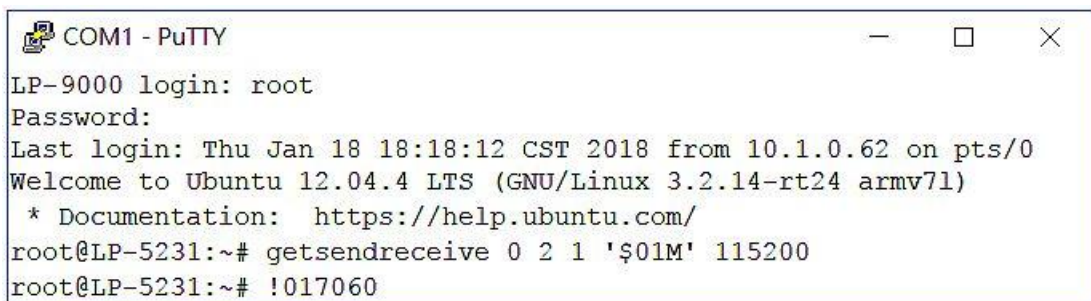 COM1 - PuTTY
LP-9000 login: root
Password:
Last login: Thu Jan 18 18:18:12 CST 2018 from 10.1.0.62 on pts/0
Welcome to Ubuntu 12.04.4 LTS (GNU/Linux 3.2.14-rt24 armv7l)
 * Documentation:  https://help.ubuntu.com/
root@LP-5231:~# getsendreceive 0 2 1 '$01M' 115200
root@LP-5231:~# !017060